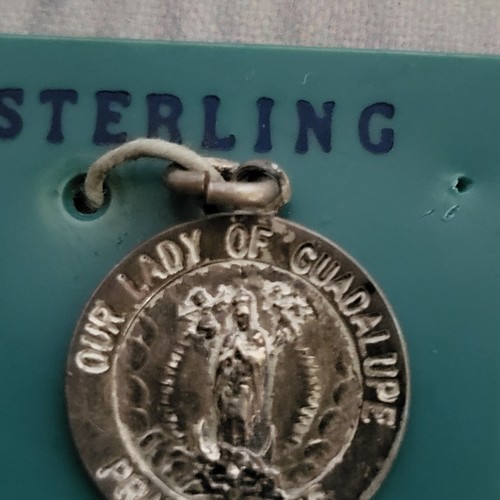 STERLING
OUR LADY OF GUADALUPE